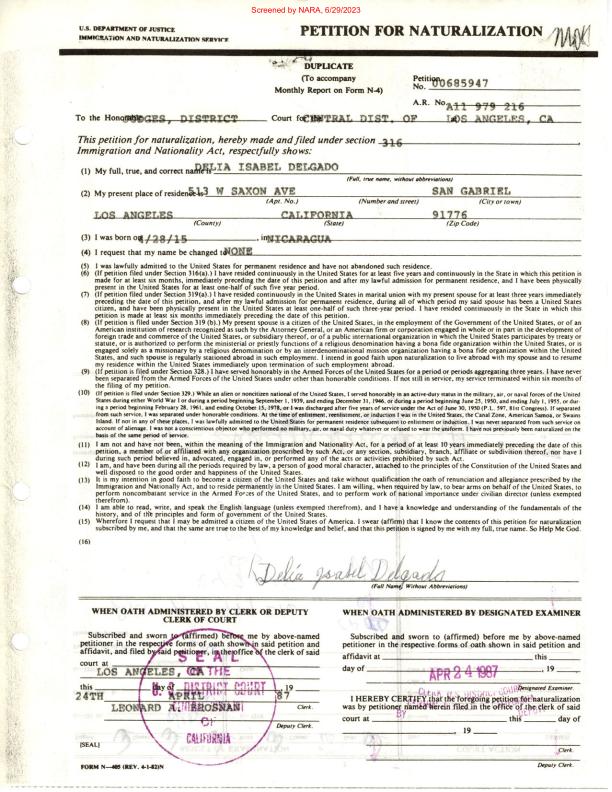 Screened by NARA, 6/29/2023
U.S. DEPARTMENT OF JUSTICE
IMMIGRATION AND NATURALIZATION SERVICE
PETITION FOR NATURALIZATION
DUPLICATE
(To accompany
Monthly Report on Form N-4)
Petition No. 00685947
A.R. No. A11 979 216
To the Honorable JUDGES, DISTRICT Court for the CENTRAL DIST. OF LOS ANGELES, CA
This petition for naturalization, hereby made and filed under section 316
Immigration and Nationality Act, respectfully shows:
(1) My full, true, and correct name is DELIA ISABEL DELGADO
(Full, true name, without abbreviations)
(2) My present place of residence is 513 W SAXON AVE SAN GABRIEL
(Apt. No.) (Number and street) (City or town)
LOS ANGELES CALIFORNIA 91776
(County) (State) (Zip Code)
(3) I was born on /28/15 , in NICARAGUA
(4) I request that my name be changed to NONE
(5) I was lawfully admitted to the United States for permanent residence and have not abandoned such residence.
(6) (If petition filed under Section 316(a).) I have resided continuously in the United States for at least five years and continuously in the State in which this petition is
made for at least six months, immediately preceding the date of this petition and after my lawful admission for permanent residence, and I have been physically
present in the United States for at least one-half of such five year period.
(7) (If petition filed under Section 319(a).) I have resided continuously in the United States in marital union with my present spouse for at least three years immediately
preceding the date of this petition, after my lawful admission for permanent residence, during all of which period my said spouse has been a United States
citizen, and have been physically present in the United States at least one-half of such three-year period. I have resided continuously in the State in which this
petition is made at least six months immediately preceding the date of this petition.
(8) (If petition is filed under Section 319 (b).) My present spouse is a citizen of the United States, in the employment of the Government of the United States, or of an
American institution of research recognized as such by the Attorney General, or an American firm or corporation engaged in whole or in part in the development of
foreign trade and commerce of the United States, or subsidiary thereof, or of a public international organization in which the United States participates by treaty or
statute, or is authorized to perform the ministerial or priestly functions of a religious denomination having a bona fide organization within the United States, or is
engaged solely as a missionary by a religious denomination or by an interdenominational mission organization having a bona fide organization within the United
States, and such spouse is regularly stationed abroad in such employment. I intend in good faith upon naturalization to live abroad with my spouse and to resume
my residence within the United States immediately upon termination of such employment abroad.
(9) (If petition filed under Section 328.) I have served honorably in the Armed Forces of the United States for a period or periods aggregating three years. I have never
been separated from the Armed Forces of the United States under other than honorable conditions. If not still in service, my service terminated within six months of
the filing of my petition.
(10) (If petition filed under Section 329.) While an alien or noncitizen national of the United States, I served honorably in an active-duty status in the military, air, or naval forces of the United
States during either World War I or during a period beginning September 1, 1939, and ending December 31, 1946, or during a period beginning June 25, 1950, and ending July 1, 1955, or dur-
ing a period beginning February 28, 1961, and ending October 15, 1978, or I was discharged after five years of service under the Act of June 30, 1950 (P.L. 597, 81st Congress). If separated
from such service, I was separated under honorable conditions. At the time of enlistment, reenlistment, or induction I was in the United States, the Canal Zone, American Samoa, or Swains
Island. If not in any of these places, I was lawfully admitted to the United States for permanent residence subsequent to enlistment or induction. I was never separated from such service on
account of alienage. I was not a conscientious objector who performed no military, air, or naval duty whatever or refused to wear the uniform. I have not previously been naturalized on the
basis of the same period of service.
(11) I am not and have not been, within the meaning of the Immigration and Nationality Act, for a period of at least 10 years immediately preceding the date of this
petition, a member of or affiliated with any organization proscribed by such Act, or any section, subsidiary, branch, affiliate or subdivision thereof, nor have I
during such period believed in, advocated, engaged in, or performed any of the acts or activities prohibited by such Act.
(12) I am, and have been during all the periods required by law, a person of good moral character, attached to the principles of the Constitution of the United States and
well disposed to the good order and happiness of the United States.
(13) It is my intention in good faith to become a citizen of the United States and take without qualification the oath of renunciation and allegiance prescribed by the
Immigration and Nationality Act, and to reside permanently in the United States. I am willing, when required by law, to bear arms on behalf of the United States, to
perform noncombatant service in the Armed Forces of the United States, and to perform work of national importance under civilian direction (unless exempted
therefrom).
(14) I am able to read, write, and speak the English language (unless exempted therefrom), and I have a knowledge and understanding of the fundamentals of the
history, and of the principles and form of government of the United States.
(15) Wherefore I request that I may be admitted a citizen of the United States of America. I swear (affirm) that I know the contents of this petition for naturalization
subscribed by me, and that the same are true to the best of my knowledge and belief, and that this petition is signed by me with my full, true name. So Help Me God.
(16)
Delia Isabel Delgado
(Full Name, Without Abbreviations)
WHEN OATH ADMINISTERED BY CLERK OR DEPUTY
CLERK OF COURT
Subscribed and sworn to (affirmed) before me by above-named
petitioner in the respective forms of oath shown in said petition and
affidavit, and filed by said petitioner, in the office of the clerk of said
court at
LOS ANGELES, CA
this 24TH day of APRIL 19 87
LEONARD A. BROSNAN Clerk.
Deputy Clerk.
[SEAL]
SEAL
OF THE
U. S. DISTRICT COURT
OF
CALIFORNIA
FORM N-405 (REV. 4-1-82)N
WHEN OATH ADMINISTERED BY DESIGNATED EXAMINER
Subscribed and sworn to (affirmed) before me by above-named
petitioner in the respective forms of oath shown in said petition and
affidavit at this
day of , 19
APR 24 1987
Designated Examiner.
CLERK U.S. DISTRICT COURT
I HEREBY CERTIFY that the foregoing petition for naturalization
was by petitioner named herein filed in the office of the clerk of said
court at this day of
BY DEPUTY
, 19
Clerk.
Deputy Clerk.